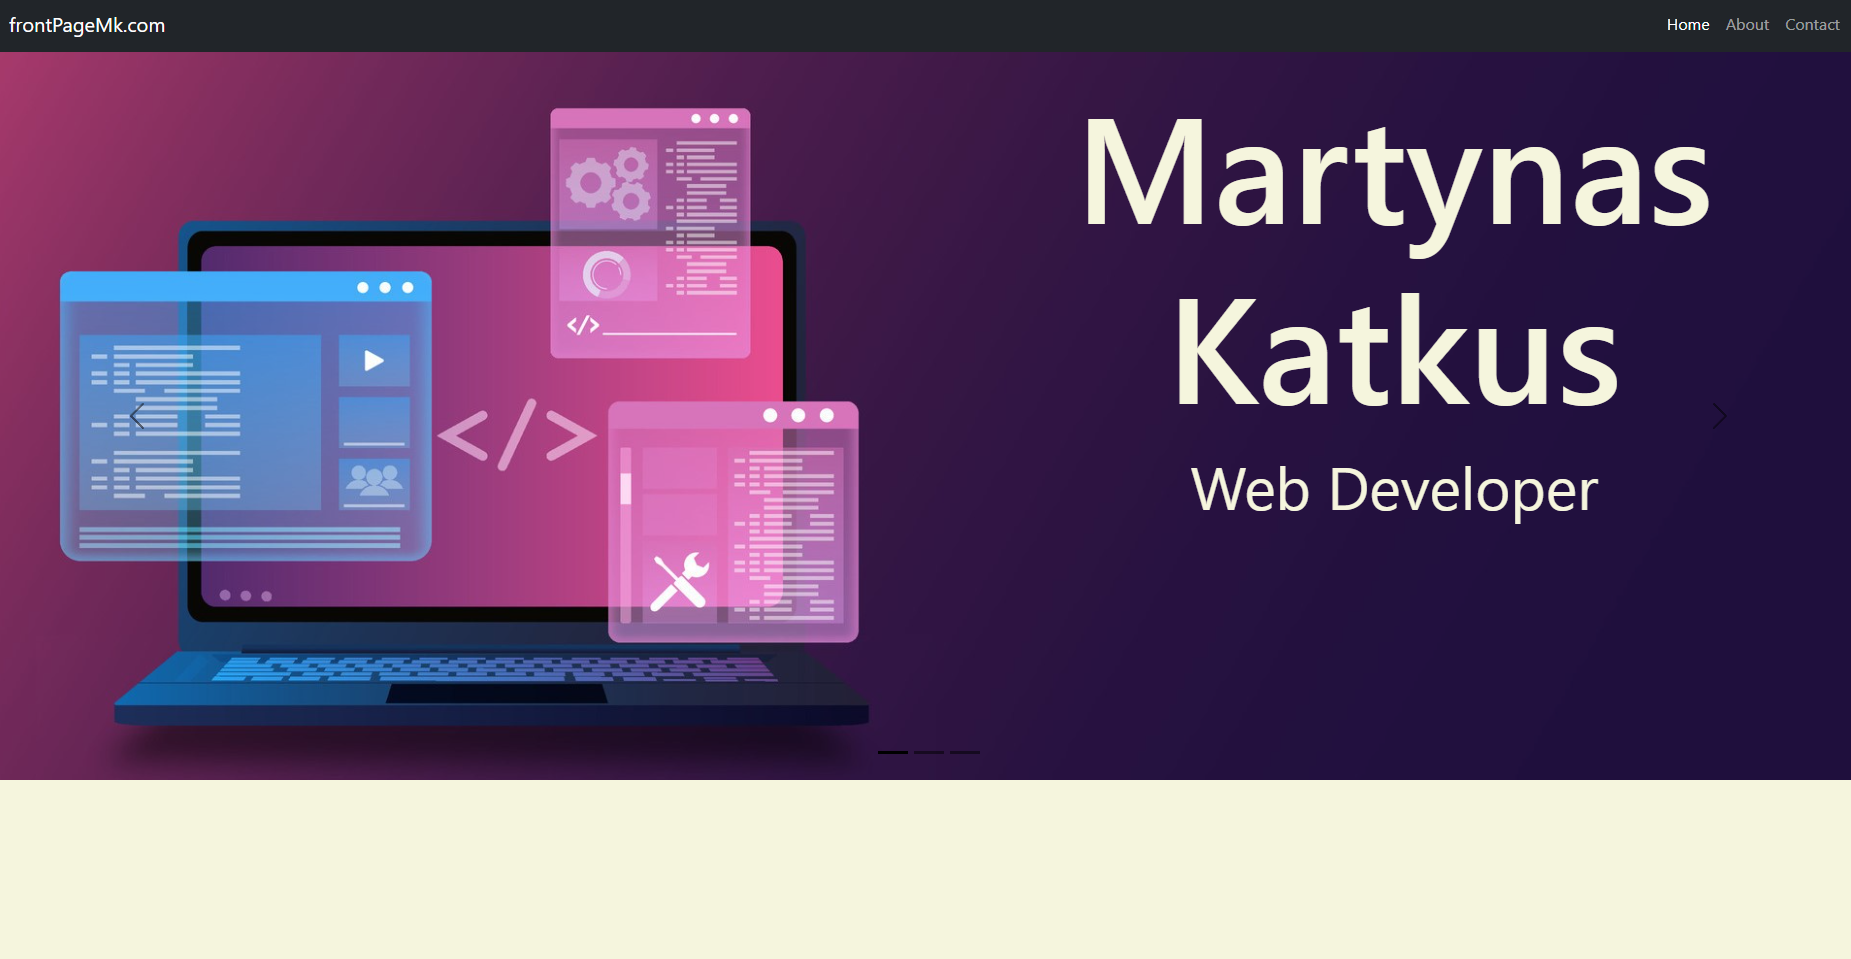 frontPageMk.com
Home About Contact
Martynas
Katkus
Web Developer
</>
</>